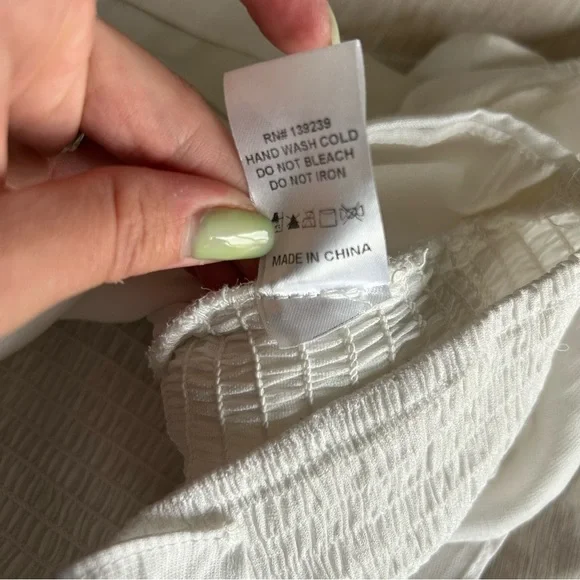 RN# 139239
HAND WASH COLD
DO NOT BLEACH
DO NOT IRON
MADE IN CHINA